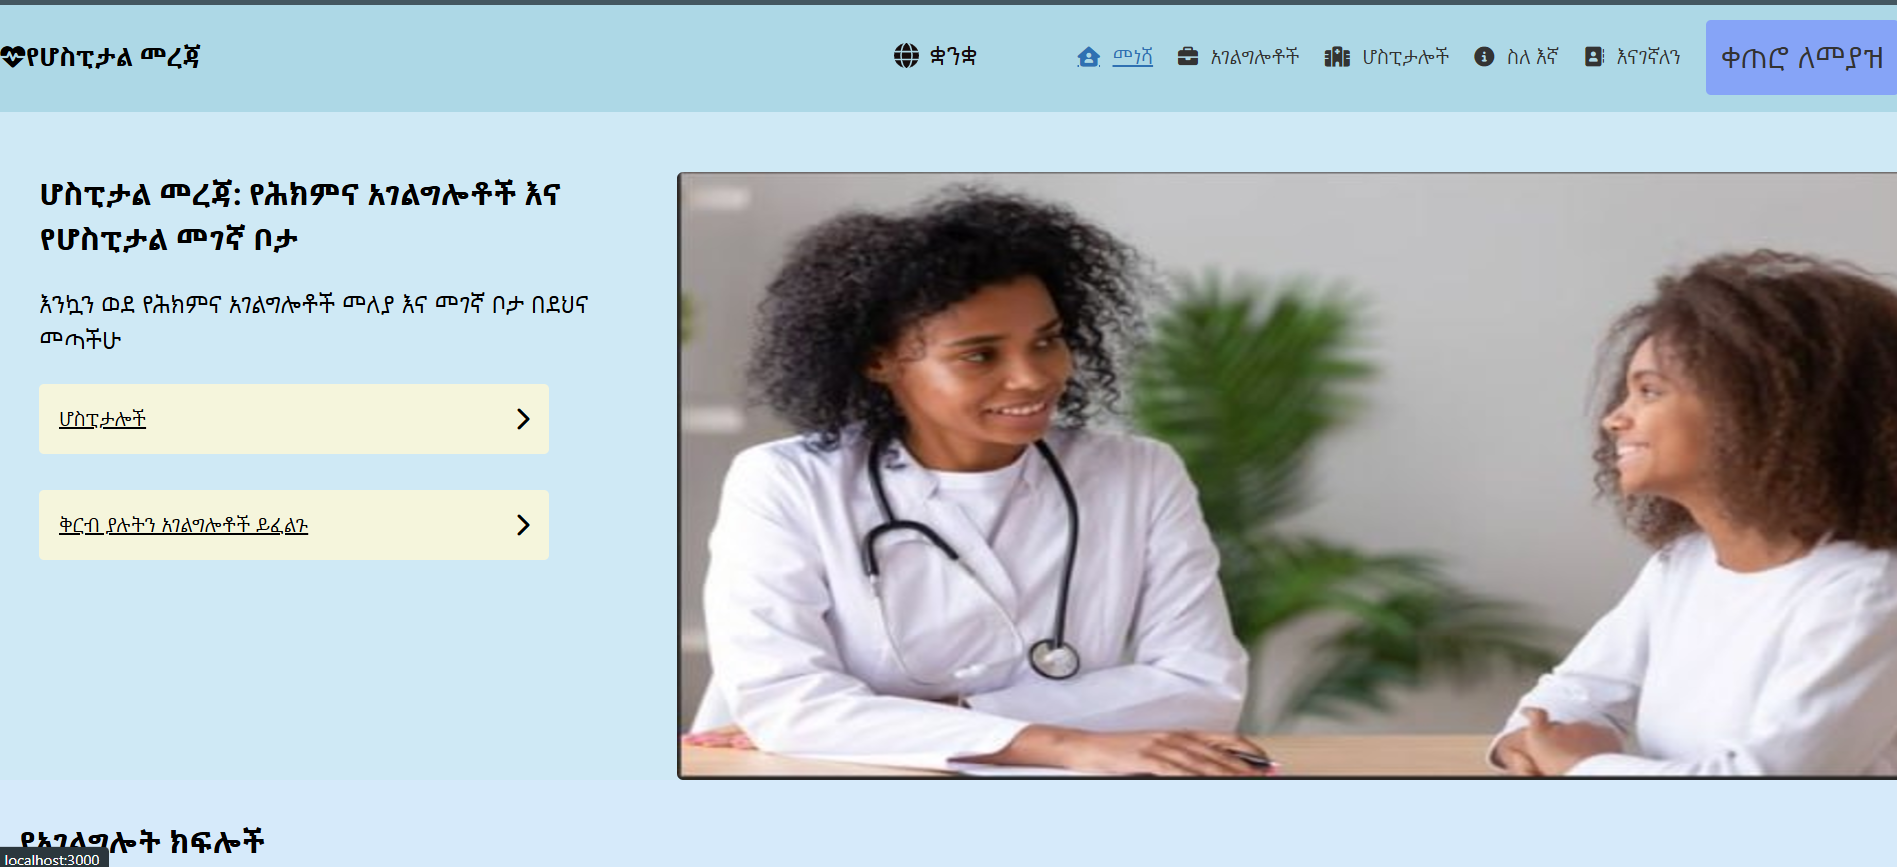 የሆስፒታል መረጃ
ቋንቋ
መነሻ
አገልግሎቶች
ሆስፒታሎች
ስለ እኛ
እናገኛለን
ቀጠሮ ለመያዝ
ሆስፒታል መረጃ: የሕክምና አገልግሎቶች እና
የሆስፒታል መገኛ ቦታ
እንኳን ወደ የሕክምና አገልግሎቶች መለያ እና መገኛ ቦታ በደህና
መጣችሁ
ሆስፒታሎች
ቅርብ ያሉትን አገልግሎቶች ይፈልጉ
የአገልግሎት ክፍሎች
localhost:3000